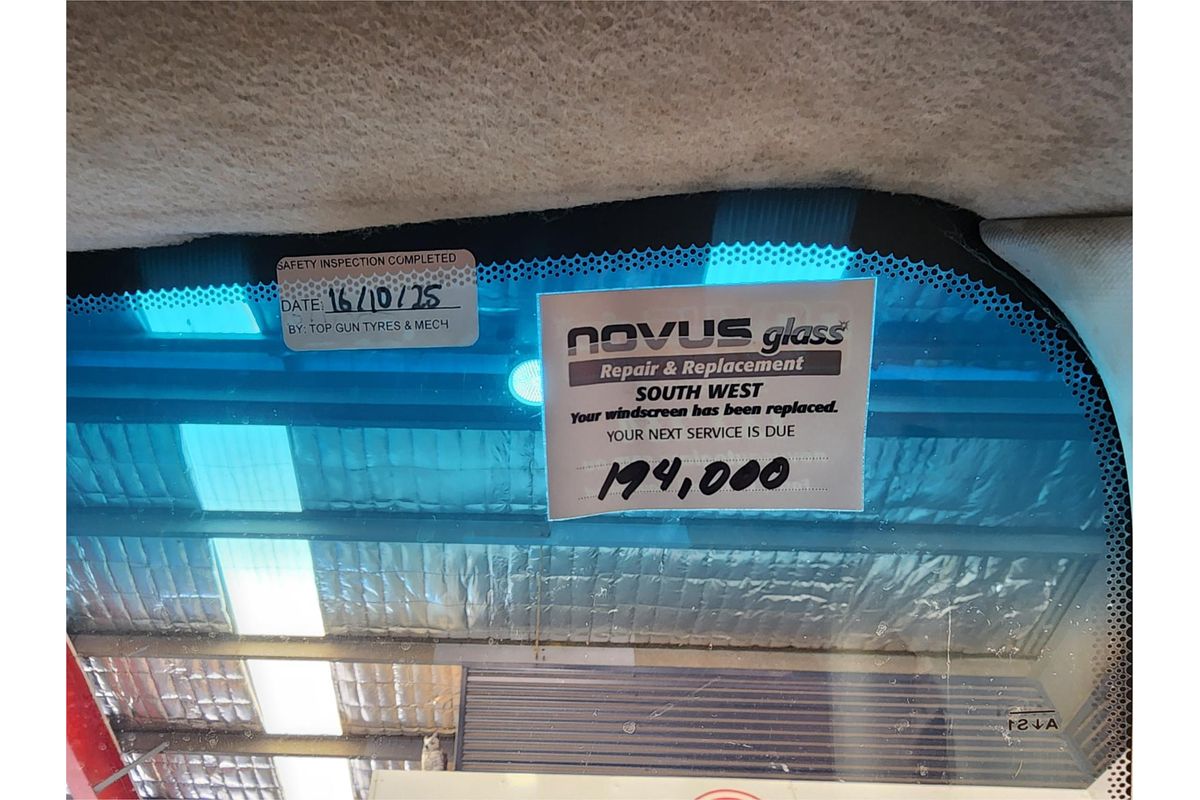 SAFETY INSPECTION COMPLETED
DATE: 16/10/25
BY: TOP GUN TYRES & MECH
novus glass
Repair & Replacement
SOUTH WEST
Your windscreen has been replaced.
YOUR NEXT SERVICE IS DUE
194,000
AS1